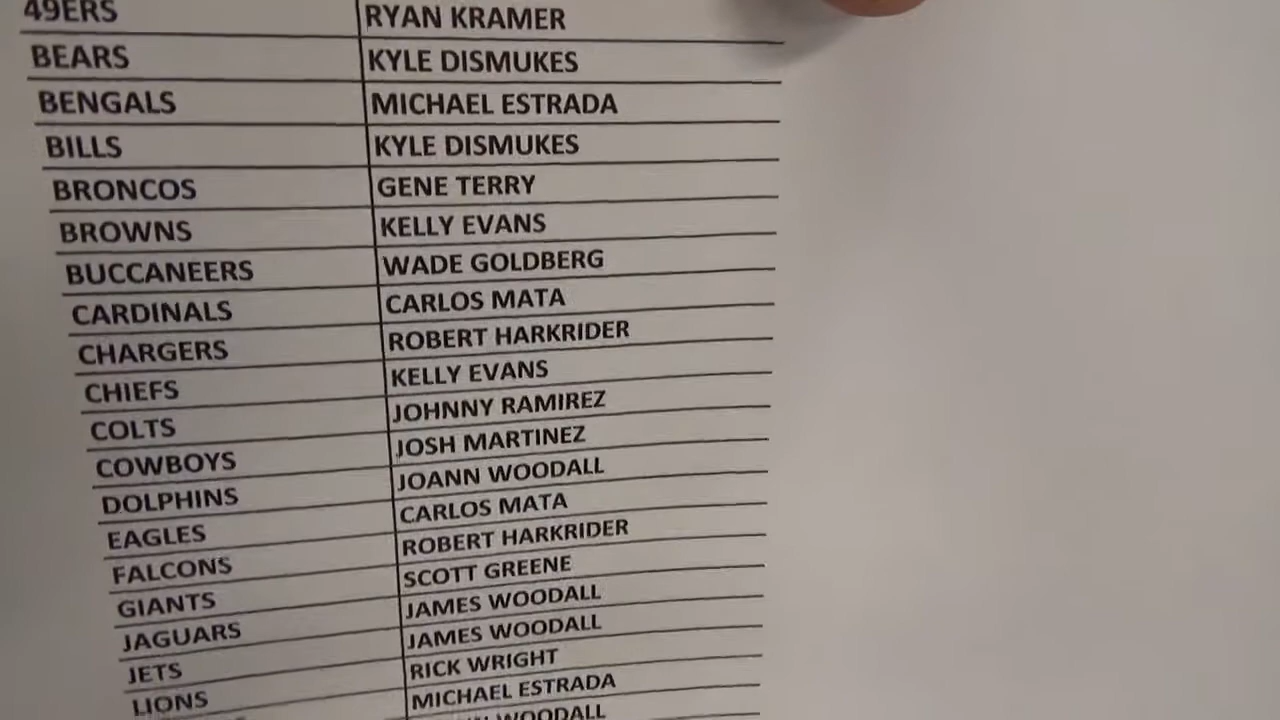 49ERS RYAN KRAMER
BEARS KYLE DISMUKES
BENGALS MICHAEL ESTRADA
BILLS KYLE DISMUKES
BRONCOS GENE TERRY
BROWNS KELLY EVANS
BUCCANEERS WADE GOLDBERG
CARDINALS CARLOS MATA
CHARGERS ROBERT HARKRIDER
CHIEFS KELLY EVANS
COLTS JOHNNY RAMIREZ
COWBOYS JOSH MARTINEZ
DOLPHINS JOANN WOODALL
EAGLES CARLOS MATA
FALCONS ROBERT HARKRIDER
GIANTS SCOTT GREENE
JAGUARS JAMES WOODALL
JETS JAMES WOODALL
LIONS RICK WRIGHT
MICHAEL ESTRADA
WOODALL